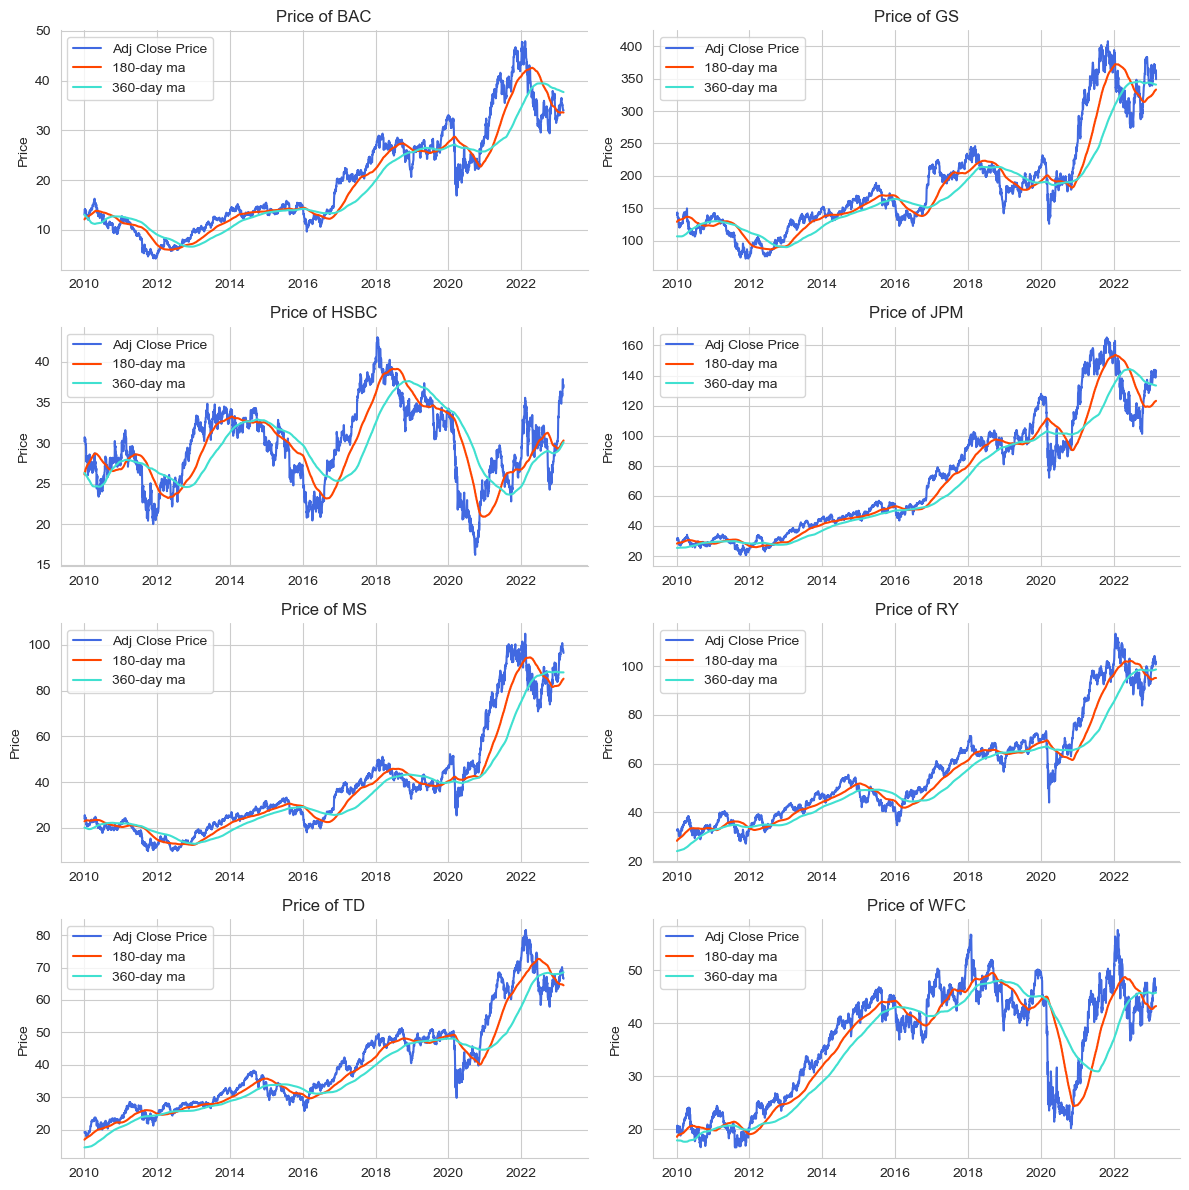 Price of BAC
Adj Close Price
180-day ma
360-day ma
50
40
30
20
10
Price
2010 2012 2014 2016 2018 2020 2022
Price of GS
Adj Close Price
180-day ma
360-day ma
400
350
300
250
200
150
100
Price
2010 2012 2014 2016 2018 2020 2022
Price of HSBC
Adj Close Price
180-day ma
360-day ma
40
35
30
25
20
15
Price
2010 2012 2014 2016 2018 2020 2022
Price of JPM
Adj Close Price
180-day ma
360-day ma
160
140
120
100
80
60
40
20
Price
2010 2012 2014 2016 2018 2020 2022
Price of MS
Adj Close Price
180-day ma
360-day ma
100
80
60
40
20
Price
2010 2012 2014 2016 2018 2020 2022
Price of RY
Adj Close Price
180-day ma
360-day ma
100
80
60
40
20
Price
2010 2012 2014 2016 2018 2020 2022
Price of TD
Adj Close Price
180-day ma
360-day ma
80
70
60
50
40
30
20
Price
2010 2012 2014 2016 2018 2020 2022
Price of WFC
Adj Close Price
180-day ma
360-day ma
50
40
30
20
Price
2010 2012 2014 2016 2018 2020 2022